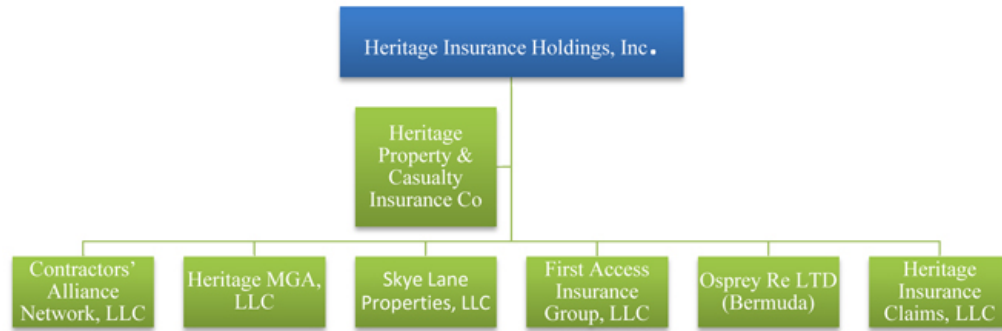 Heritage Insurance Holdings, Inc.
Heritage
Property &
Casualty
Insurance Co
Contractors’
Alliance
Network, LLC
Heritage MGA,
LLC
Skye Lane
Properties, LLC
First Access
Insurance
Group, LLC
Osprey Re LTD
(Bermuda)
Heritage
Insurance
Claims, LLC